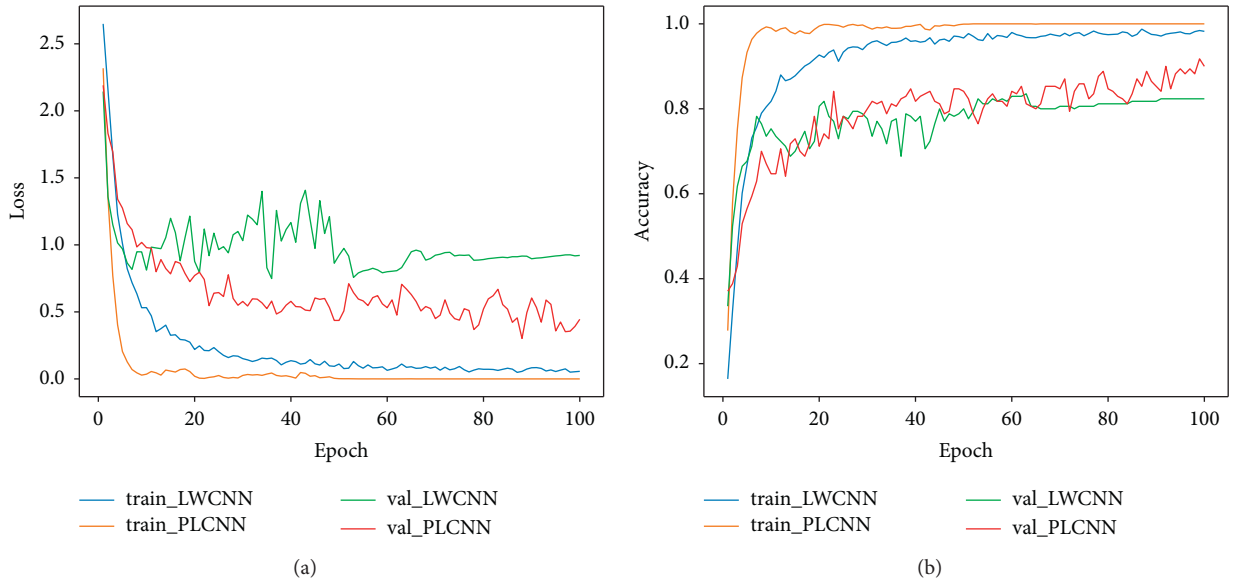 2.5
2.0
1.5
1.0
0.5
0.0
Loss
0 20 40 60 80 100
Epoch
train_LWCNN
train_PLCNN
val_LWCNN
val_PLCNN
(a)
1.0
0.8
0.6
0.4
0.2
Accuracy
0 20 40 60 80 100
Epoch
train_LWCNN
train_PLCNN
val_LWCNN
val_PLCNN
(b)